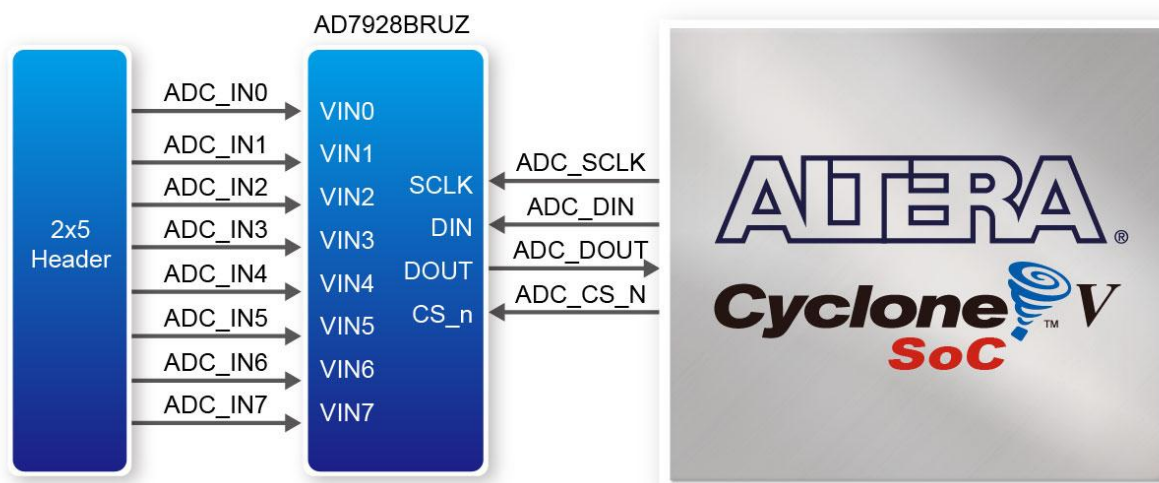 AD7928BRUZ
2x5
Header
ADC_IN0
ADC_IN1
ADC_IN2
ADC_IN3
ADC_IN4
ADC_IN5
ADC_IN6
ADC_IN7
VIN0
VIN1
VIN2
VIN3
VIN4
VIN5
VIN6
VIN7
SCLK
DIN
DOUT
CS_n
ADC_SCLK
ADC_DIN
ADC_DOUT
ADC_CS_N
ALTERA®
Cyclone™ V
SoC